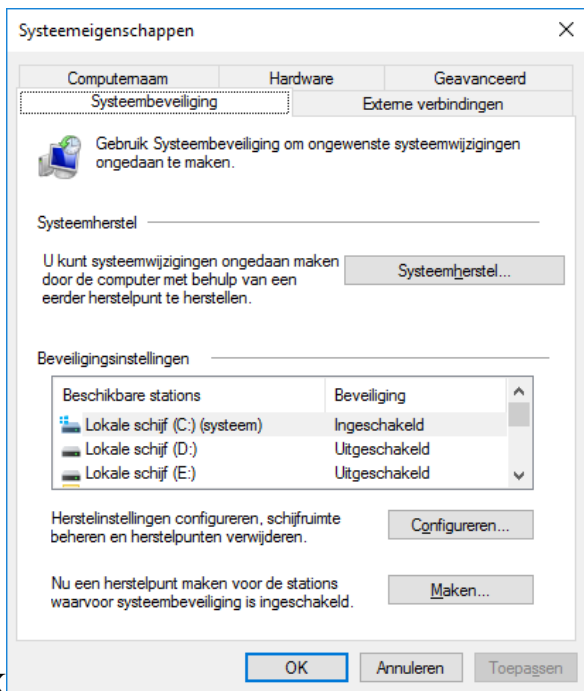 Systeemeigenschappen
Computernaam Hardware Geavanceerd
Systeembeveiliging Externe verbindingen
Gebruik Systeembeveiliging om ongewenste systeemwijzigingen
ongedaan te maken.
Systeemherstel
U kunt systeemwijzigingen ongedaan maken
door de computer met behulp van een
eerder herstelpunt te herstellen.
Systeemherstel...
Beveiligingsinstellingen
Beschikbare stations Beveiliging
Lokale schijf (C:) (systeem) Ingeschakeld
Lokale schijf (D:) Uitgeschakeld
Lokale schijf (E:) Uitgeschakeld
Herstelinstellingen configureren, schijfruimte
beheren en herstelpunten verwijderen.
Configureren...
Nu een herstelpunt maken voor de stations
waarvoor systeembeveiliging is ingeschakeld.
Maken...
OK Annuleren Toepassen